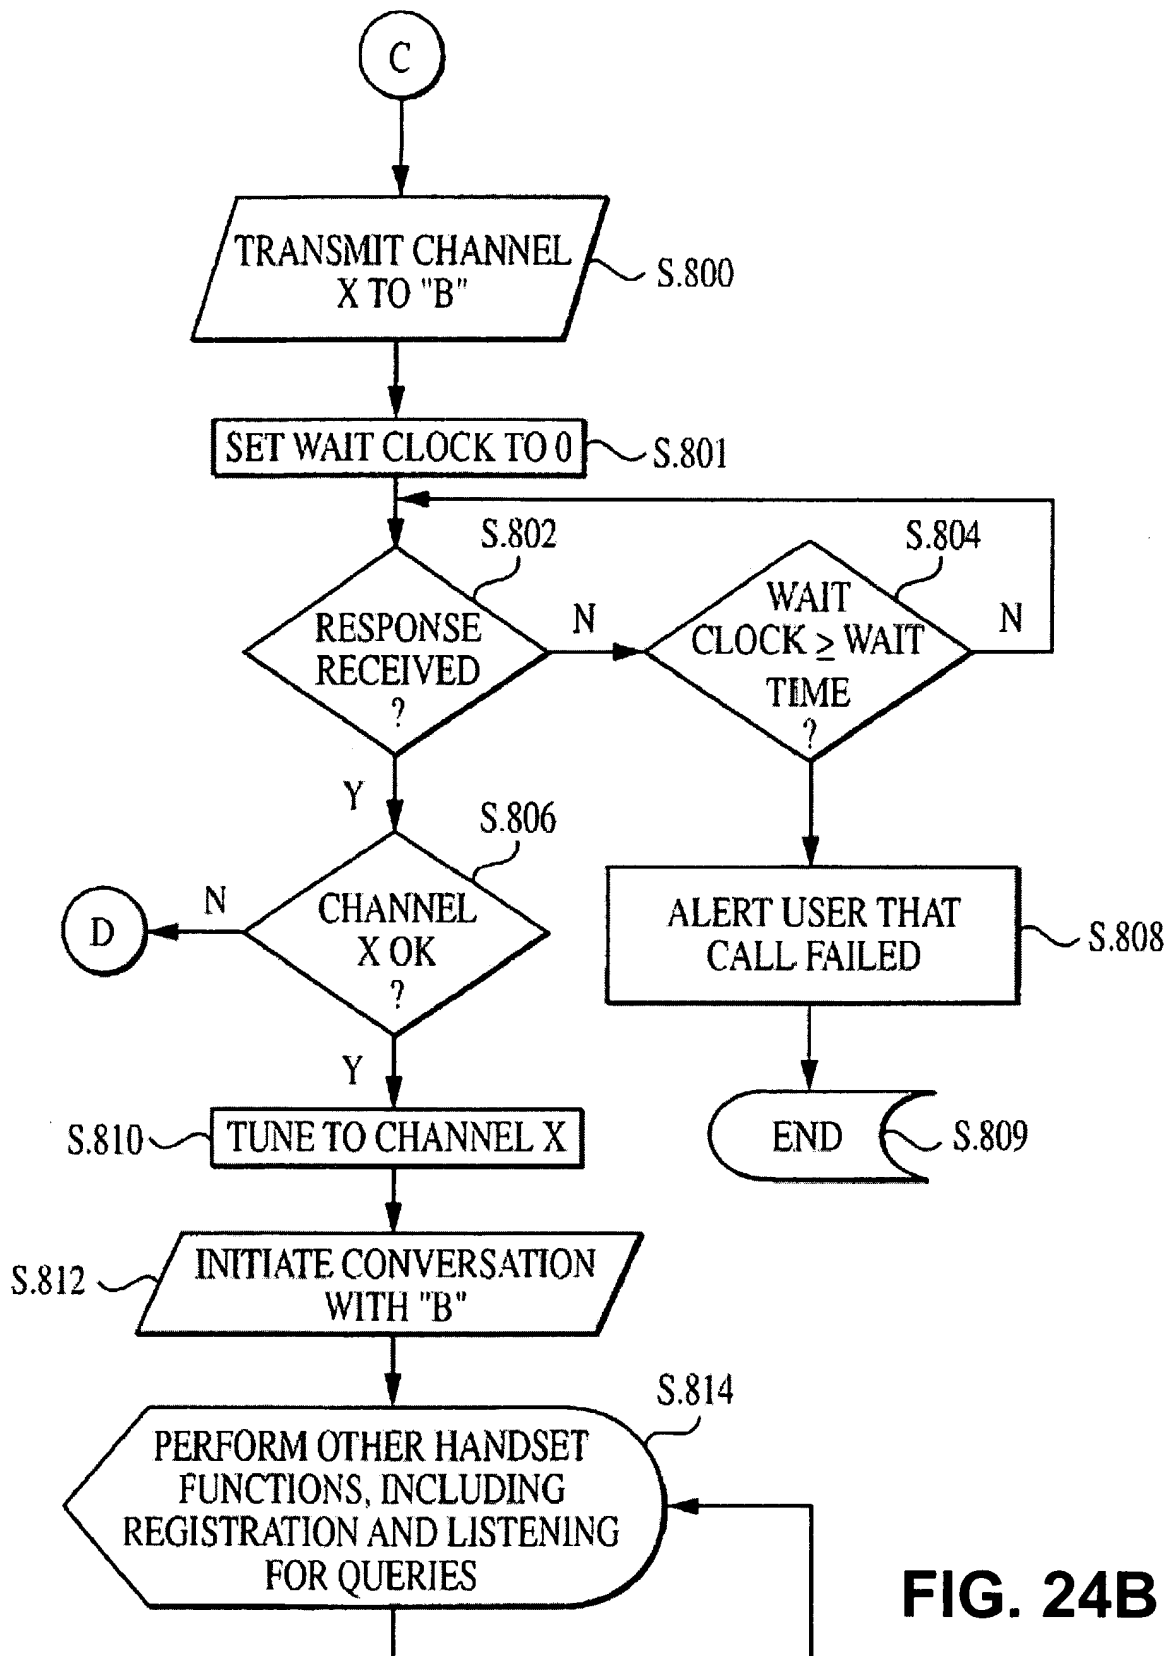 C
TRANSMIT CHANNEL
X TO "B"
S.800
SET WAIT CLOCK TO 0
S.801
S.802
RESPONSE
RECEIVED
?
N
S.804
WAIT
CLOCK ≥ WAIT
TIME
?
N
Y
S.806
CHANNEL
X OK
?
N
D
ALERT USER THAT
CALL FAILED
S.808
Y
S.810
TUNE TO CHANNEL X
END
S.809
S.812
INITIATE CONVERSATION
WITH "B"
S.814
PERFORM OTHER HANDSET
FUNCTIONS, INCLUDING
REGISTRATION AND LISTENING
FOR QUERIES
FIG. 24B